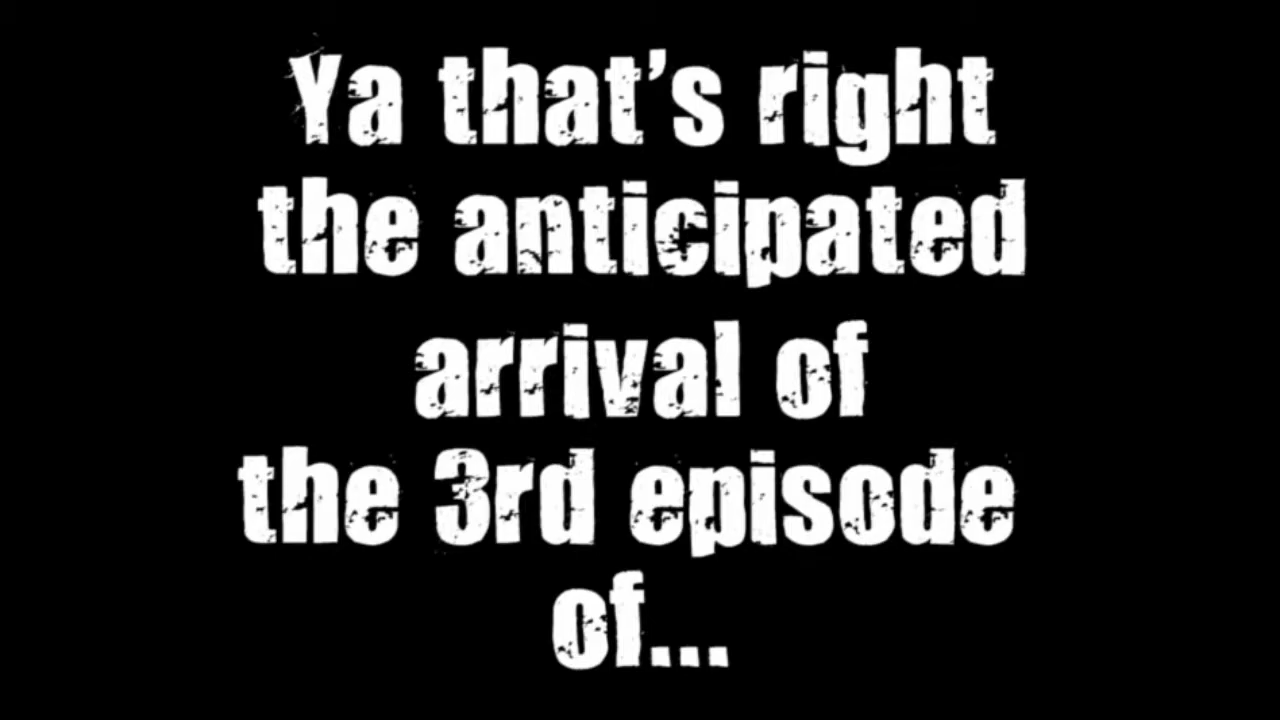 Ya that's right
the anticipated
arrival of
the 3rd episode
of...